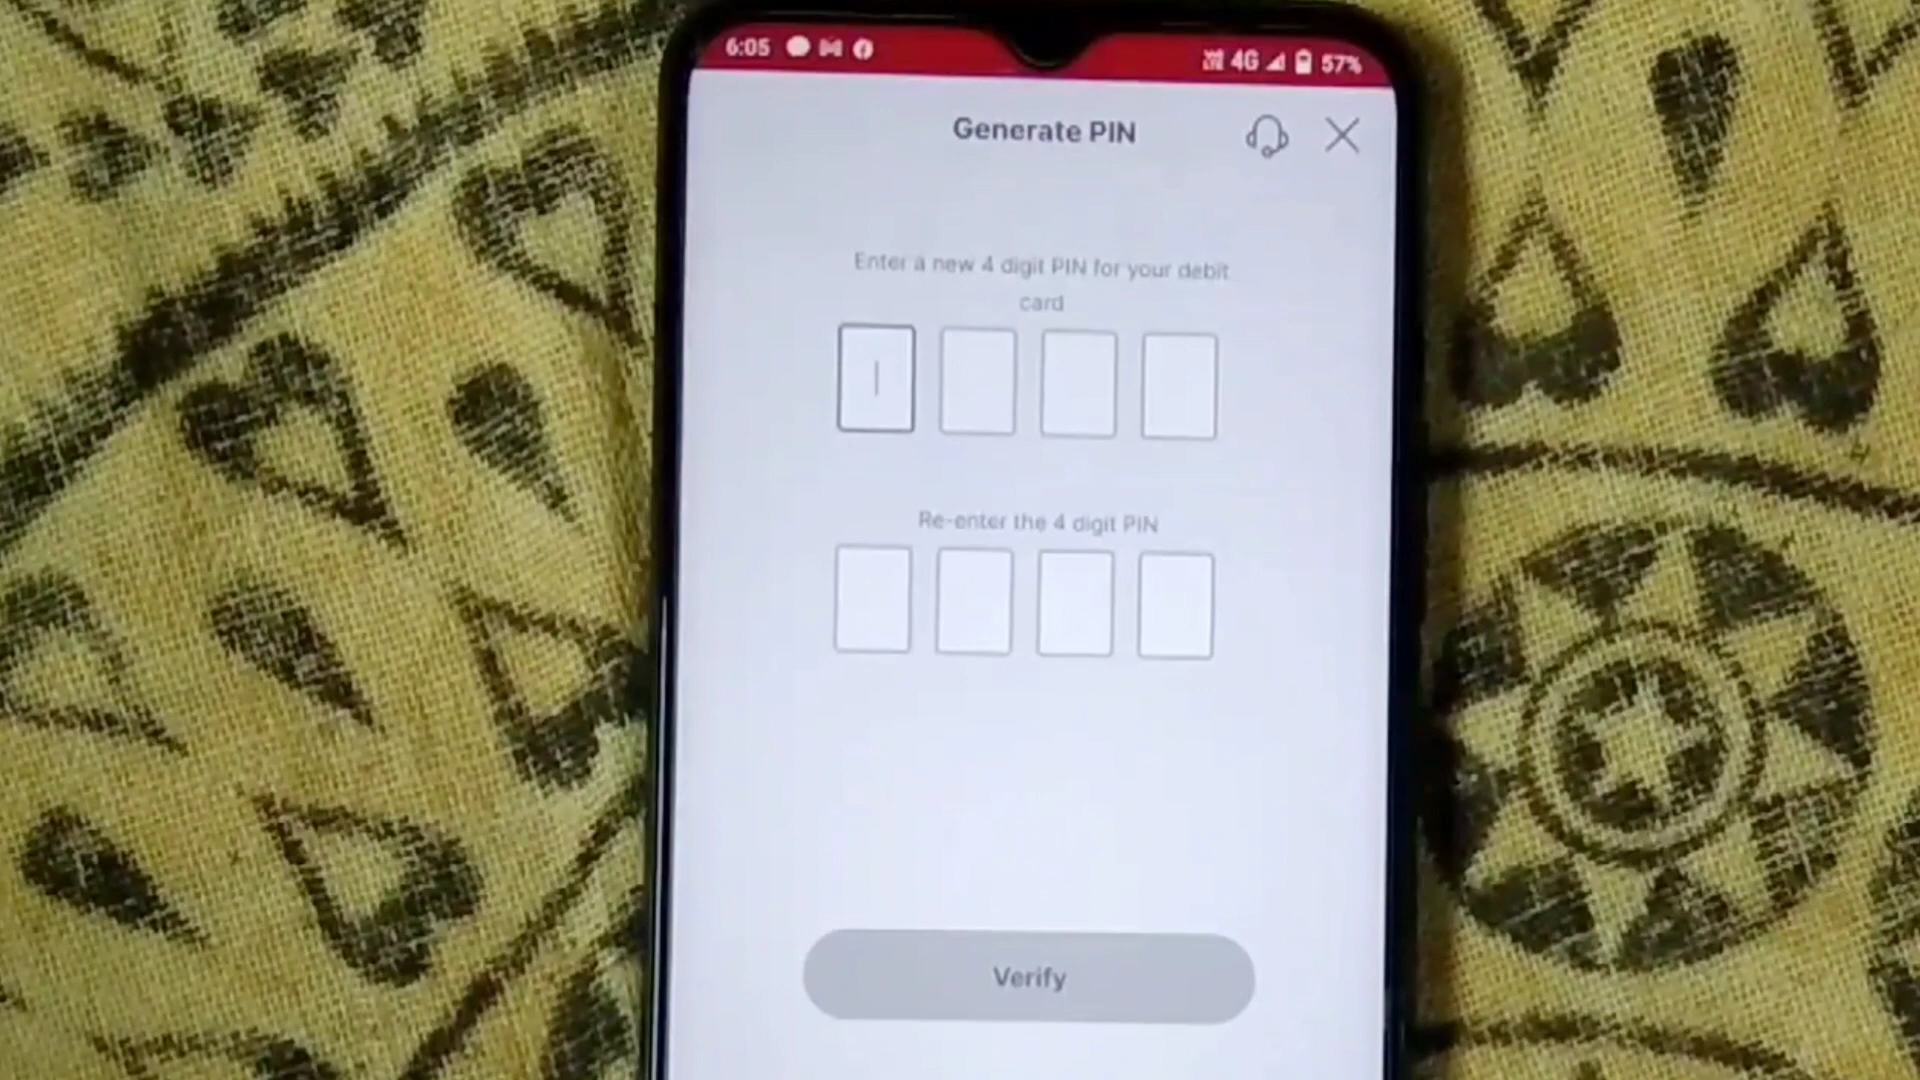 6:05 4G 57%
Generate PIN
Enter a new 4 digit PIN for your debit
card
Re-enter the 4 digit PIN
Verify